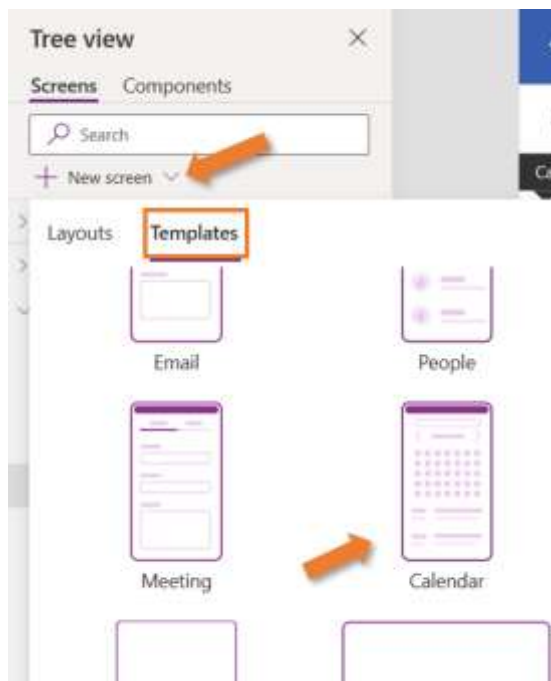 Tree view
Screens Components
Search
New screen
Layouts Templates
Email People
Meeting Calendar